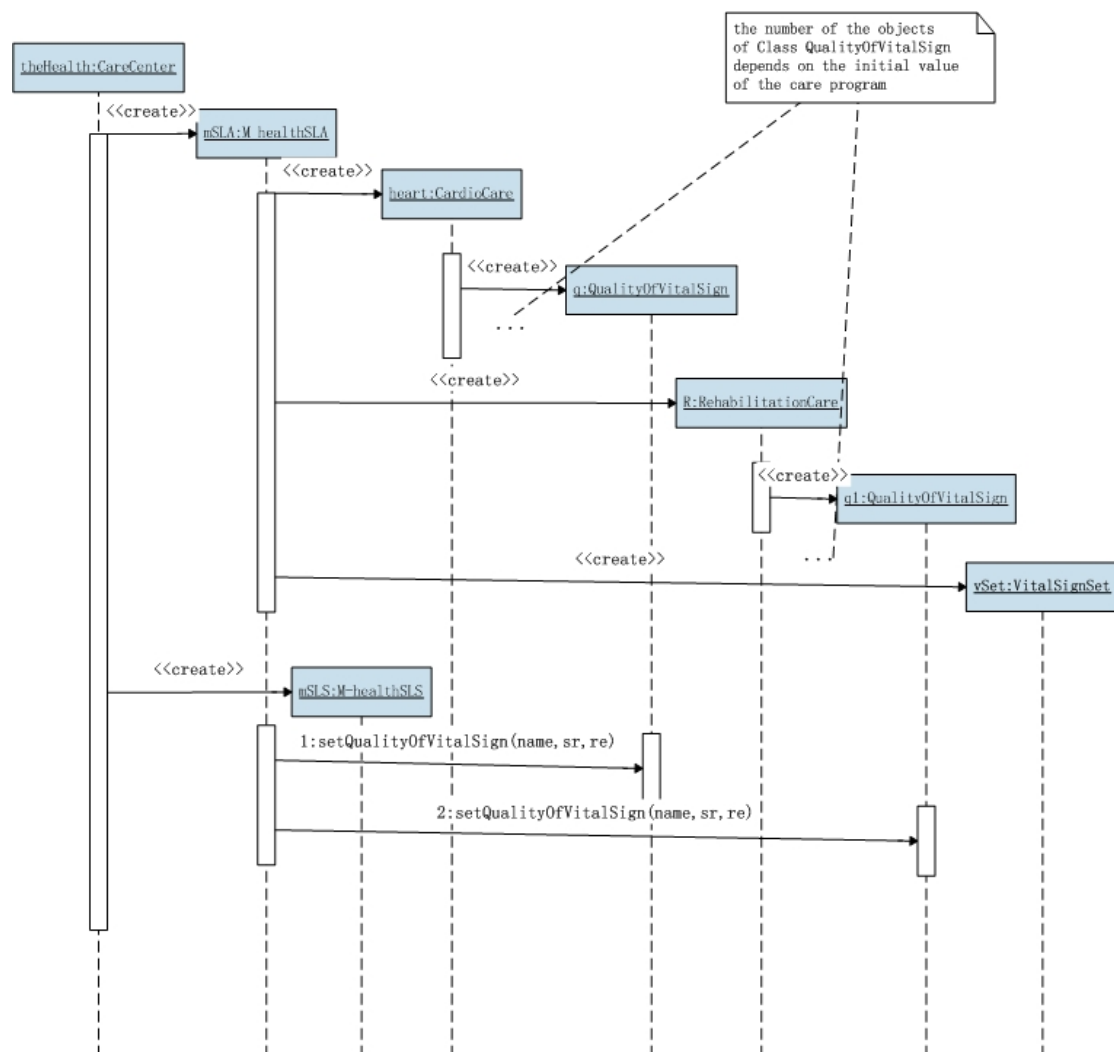 the number of the objects
of Class QualityOfVitalSign
depends on the initial value
of the care program
theHealth:CareCenter
<<create>>
mSLA:M healthSLA
<<create>>
heart:CardioCare
<<create>>
q:QualityOfVitalSign
...
<<create>>
R:RehabilitationCare
<<create>>
q1:QualityOfVitalSign
...
<<create>>
vSet:VitalSignSet
<<create>>
mSLS:M-healthSLS
1:setQualityOfVitalSign(name,sr,re)
2:setQualityOfVitalSign(name,sr,re)